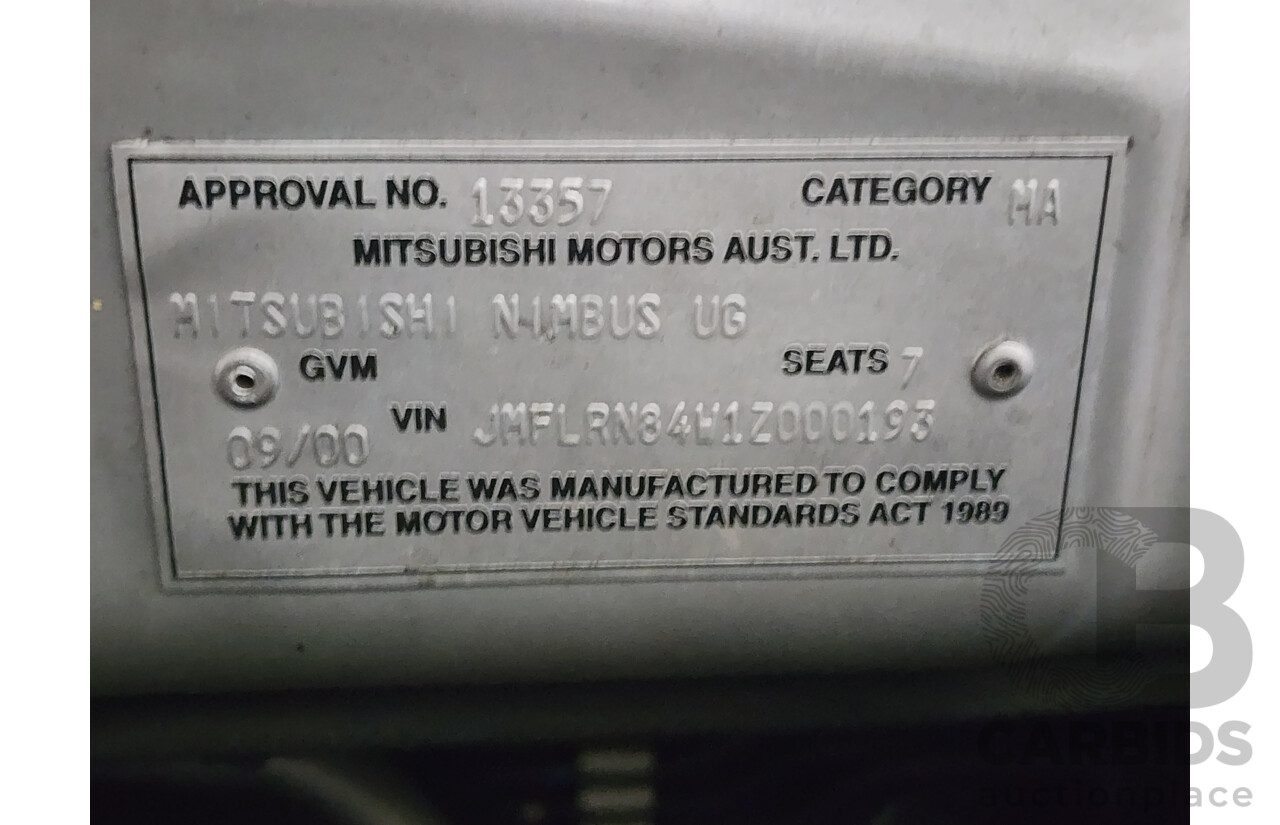 APPROVAL NO. 13357 CATEGORY MA
MITSUBISHI MOTORS AUST. LTD.
MITSUBISHI NIMBUS UG
GVM SEATS 7
09/00 VIN JMFLRN84W1Z000193
THIS VEHICLE WAS MANUFACTURED TO COMPLY
WITH THE MOTOR VEHICLE STANDARDS ACT 1989
CARBIDS
auctionplace